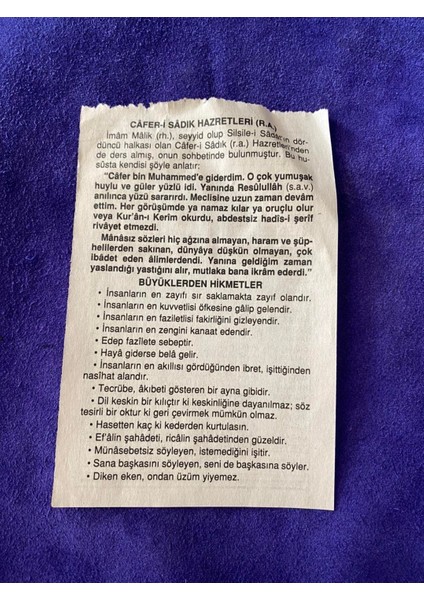 CÂFER-İ SÂDIK HAZRETLERİ (R.A.)
İmâm Mâlik (rh.), seyyid olup Silsile-i Sâdât'ın dör-
düncü halkası olan Câfer-i Sâdık (r.a.) Hazretleri'nden
de ders almış, onun sohbetinde bulunmuştur. Bu hu-
sûsta kendisi şöyle anlatır:
"Câfer bin Muhammed'e giderdim. O çok yumuşak
huylu ve güler yüzlü idi. Yanında Resûlullâh (s.a.v.)
anılınca yüzü sararırdı. Meclisine uzun zaman devâm
ettim. Her görüşümde ya namaz kılar ya oruçlu olur
veya Kur'ân-ı Kerim okurdu, abdestsiz hadîs-i şerîf
rivâyet etmezdi.
Mânâsız sözleri hiç ağzına almayan, haram ve şüp-
helilerden sakınan, dünyâya düşkün olmayan, çok
ibâdet eden âlimlerdendi. Yanına geldiğim zaman
yaslandığı yastığını alır, mutlaka bana ikrâm ederdi."
BÜYÜKLERDEN HİKMETLER
• İnsanların en zayıfı sır saklamakta zayıf olandır.
• İnsanların en kuvvetlisi öfkesine gâlip gelendir.
• İnsanların en faziletlisi fakirliğini gizleyendir.
• İnsanların en zengini kanaat edendir.
• Edep fazîlete sebeptir.
• Hayâ giderse belâ gelir.
• İnsanların en akıllısı gördüğünden ibret, işittiğinden
nasîhat alandır.
• Tecrübe, âkıbeti gösteren bir ayna gibidir.
• Dil keskin bir kılıçtır ki keskinliğine dayanılmaz; söz
tesirli bir oktur ki geri çevirmek mümkün olmaz.
• Hasetten kaç ki kederden kurtulasın.
• Ef'âlin şahâdeti, ricâlin şahâdetinden güzeldir.
• Münâsebetsiz söyleyen, istemediğini işitir.
• Sana başkasını söyleyen, seni de başkasına söyler.
• Diken eken, ondan üzüm yiyemez.